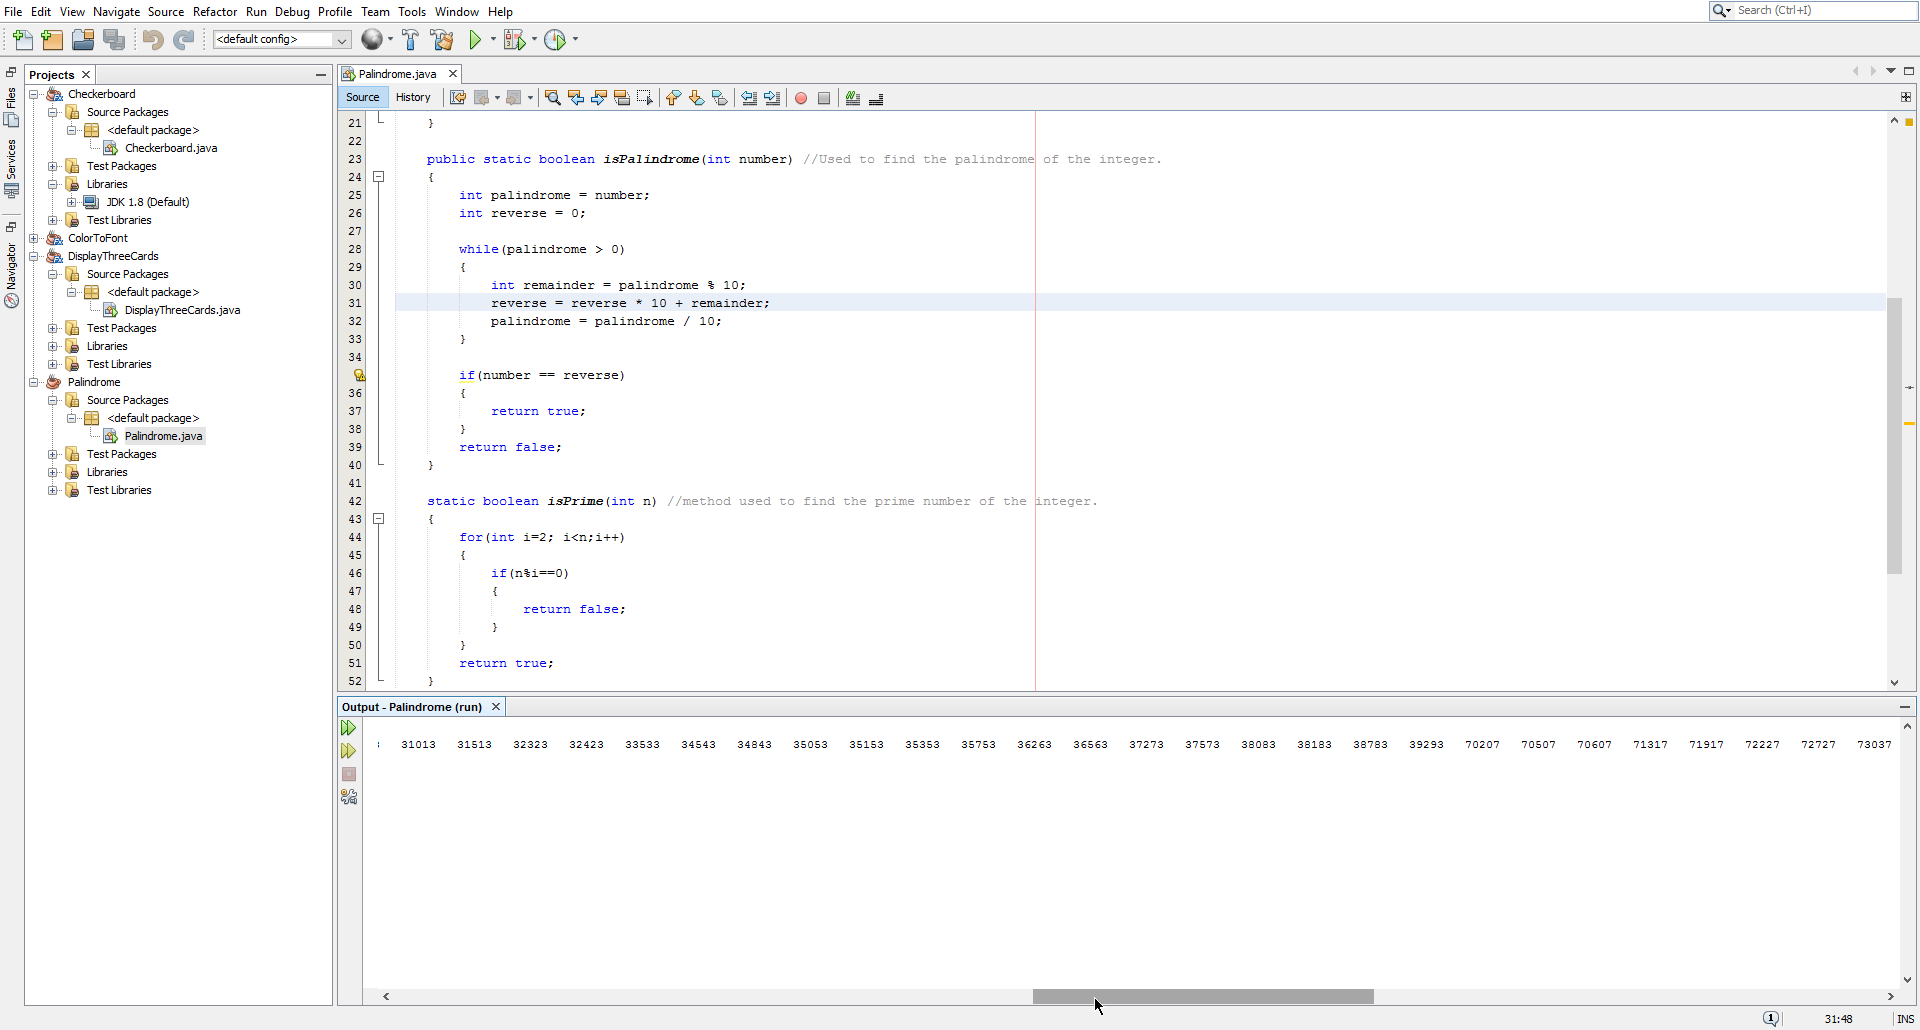 File Edit View Navigate Source Refactor Run Debug Profile Team Tools Window Help
Search (Ctrl+I)
<default config>
Files
Services
Navigator
Projects
Checkerboard
Source Packages
<default package>
Checkerboard.java
Test Packages
Libraries
JDK 1.8 (Default)
Test Libraries
ColorToFont
DisplayThreeCards
Source Packages
<default package>
DisplayThreeCards.java
Test Packages
Libraries
Test Libraries
Palindrome
Source Packages
<default package>
Palindrome.java
Test Packages
Libraries
Test Libraries
Palindrome.java
Source History
21 }
22
23 public static boolean isPalindrome(int number) //Used to find the palindrome of the integer.
24 {
25 int palindrome = number;
26 int reverse = 0;
27
28 while(palindrome > 0)
29 {
30 int remainder = palindrome % 10;
31 reverse = reverse * 10 + remainder;
32 palindrome = palindrome / 10;
33 }
34
if(number == reverse)
36 {
37 return true;
38 }
39 return false;
40 }
41
42 static boolean isPrime(int n) //method used to find the prime number of the integer.
43 {
44 for(int i=2; i<n;i++)
45 {
46 if(n%i==0)
47 {
48 return false;
49 }
50 }
51 return true;
52 }
Output - Palindrome (run)
31013 31513 32323 32423 33533 34543 34843 35053 35153 35353 35753 36263 36563 37273 37573 38083 38183 38783 39293 70207 70507 70607 71317 71917 72227 72727 73037
31:48 INS